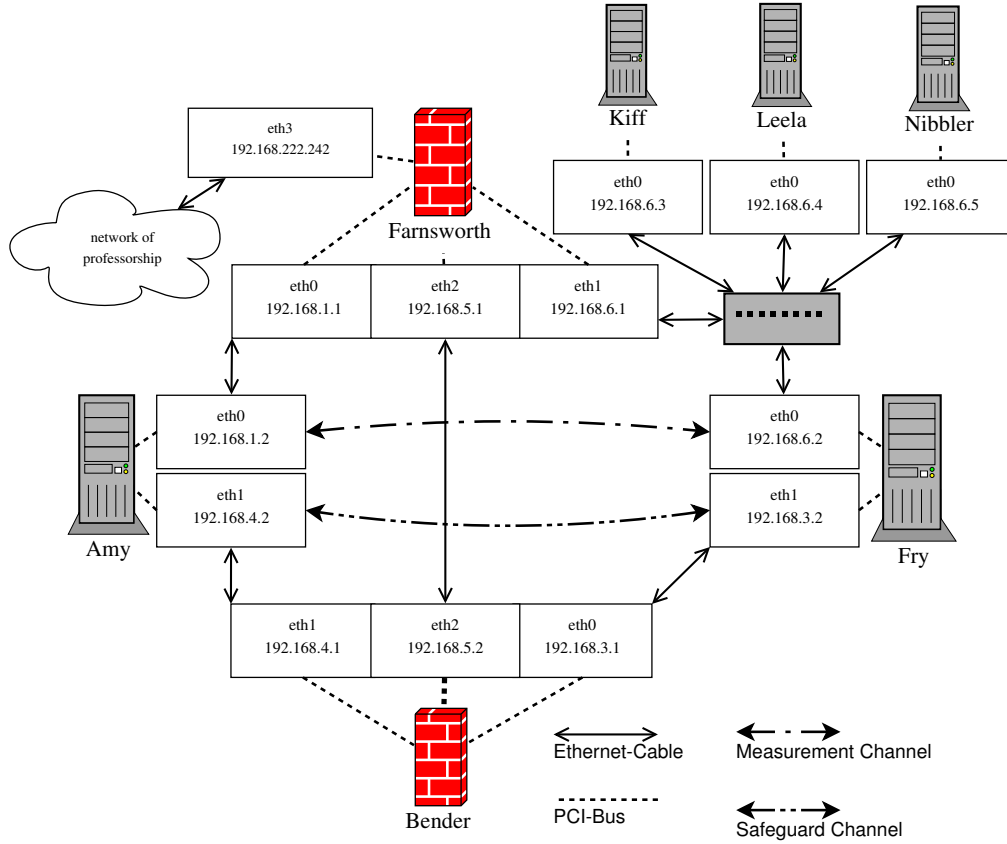 Kiff
Leela
Nibbler
eth3
192.168.222.242
eth0
192.168.6.3
eth0
192.168.6.4
eth0
192.168.6.5
network of
professorship
Farnsworth
eth0
192.168.1.1
eth2
192.168.5.1
eth1
192.168.6.1
eth0
192.168.1.2
eth0
192.168.6.2
eth1
192.168.4.2
eth1
192.168.3.2
Amy
Fry
eth1
192.168.4.1
eth2
192.168.5.2
eth0
192.168.3.1
Ethernet-Cable
Measurement Channel
PCI-Bus
Safeguard Channel
Bender